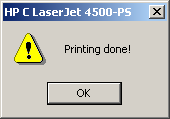 HP C LaserJet 4500-PS
Printing done!
OK